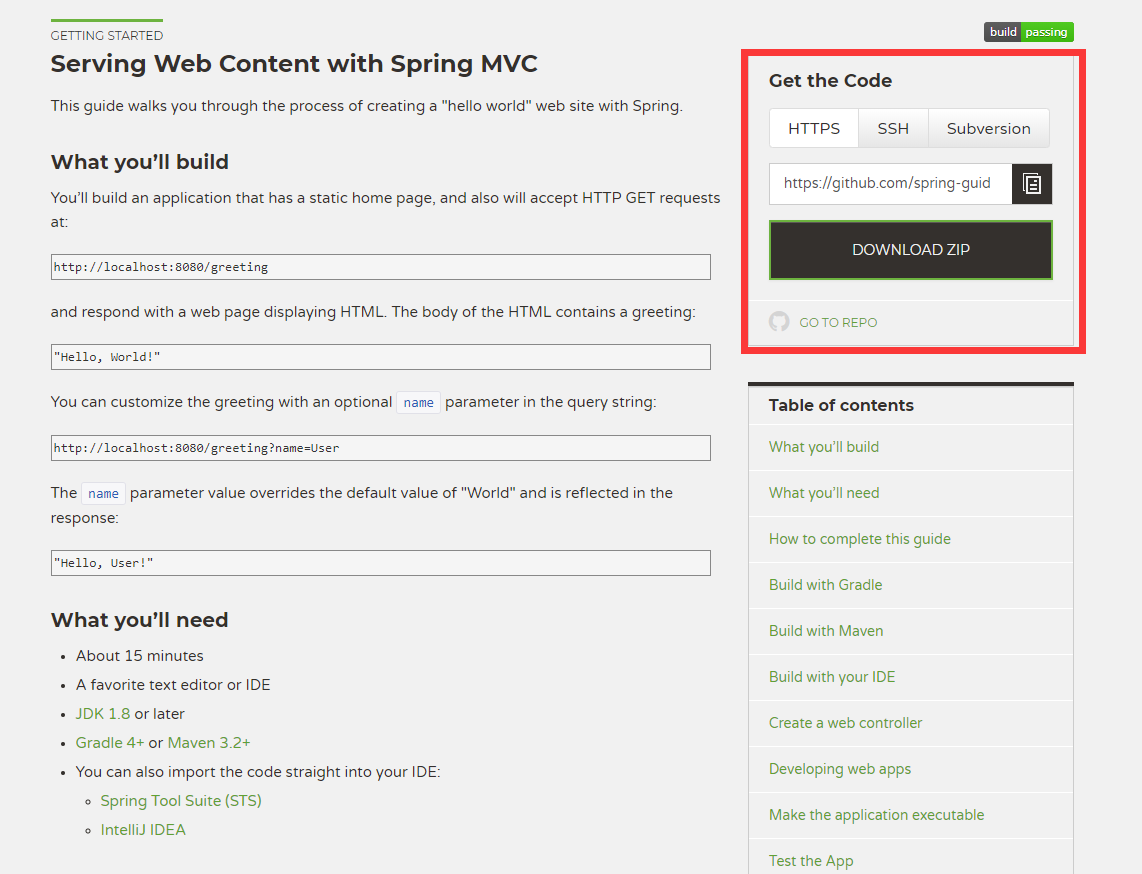 GETTING STARTED
Serving Web Content with Spring MVC
This guide walks you through the process of creating a "hello world" web site with Spring.
What you’ll build
You’ll build an application that has a static home page, and also will accept HTTP GET requests
at:
http://localhost:8080/greeting
and respond with a web page displaying HTML. The body of the HTML contains a greeting:
"Hello, World!"
You can customize the greeting with an optional name parameter in the query string:
http://localhost:8080/greeting?name=User
The name parameter value overrides the default value of "World" and is reflected in the
response:
"Hello, User!"
What you’ll need
About 15 minutes
A favorite text editor or IDE
JDK 1.8 or later
Gradle 4+ or Maven 3.2+
You can also import the code straight into your IDE:
Spring Tool Suite (STS)
IntelliJ IDEA
build passing
Get the Code
HTTPS SSH Subversion
https://github.com/spring-guid
DOWNLOAD ZIP
GO TO REPO
Table of contents
What you’ll build
What you’ll need
How to complete this guide
Build with Gradle
Build with Maven
Build with your IDE
Create a web controller
Developing web apps
Make the application executable
Test the App